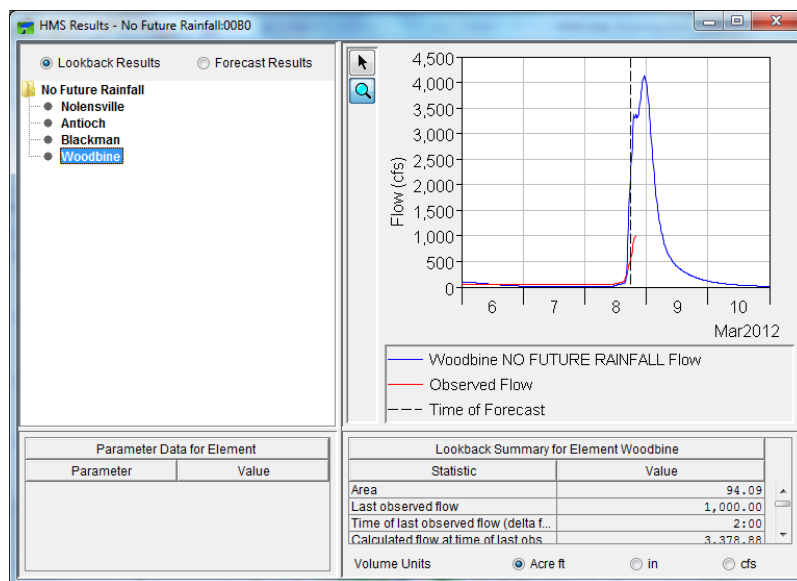 HMS Results - No Future Rainfall:00B0
Lookback Results Forecast Results
No Future Rainfall
Nolensville
Antioch
Blackman
Woodbine
4,500
4,000
3,500
3,000
2,500
2,000
1,500
1,000
500
0
Flow (cfs)
6 7 8 9 10
Mar2012
Woodbine NO FUTURE RAINFALL Flow
Observed Flow
Time of Forecast
Parameter Data for Element
Parameter Value
Lookback Summary for Element Woodbine
Statistic Value
Area 94.09
Last observed flow 1,000.00
Time of last observed flow (delta f... 2:00
Calculated flow at time of last obs 3,378.88
Volume Units Acre ft in cfs